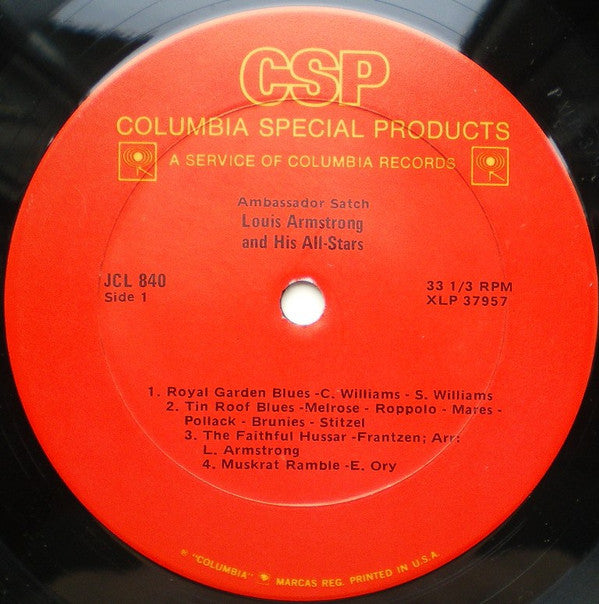 CSP
COLUMBIA SPECIAL PRODUCTS
A SERVICE OF COLUMBIA RECORDS
Ambassador Satch
Louis Armstrong
and His All-Stars
JCL 840
Side 1
33 1/3 RPM
XLP 37957
1. Royal Garden Blues -C. Williams - S. Williams
2. Tin Roof Blues -Melrose - Roppolo - Mares -
Pollack - Brunies - Stitzel
3. The Faithful Hussar -Frantzen; Arr:
L. Armstrong
4. Muskrat Ramble -E. Ory
® "COLUMBIA" MARCAS REG. PRINTED IN U.S.A.